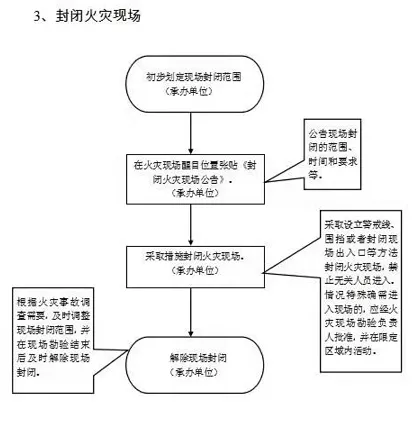 3、封闭火灾现场
初步划定现场封闭范围
（承办单位）
公告现场封
闭的范围、
时间和要求
等。
在火灾现场醒目位置张贴《封
闭火灾现场公告》。
（承办单位）
采取设立警戒线、
围挡或者封闭现
场出入口等方法
封闭火灾现场，禁
止无关人员进入。
情况特殊确需进
入现场的，应经火
灾现场勘验负责
人批准，并在限定
区域内活动。
采取措施封闭火灾现场。
（承办单位）
根据火灾事故调
查需要，及时调整
现场封闭范围，并
在现场勘验结束
后及时解除现场
封闭。
解除现场封闭
（承办单位）